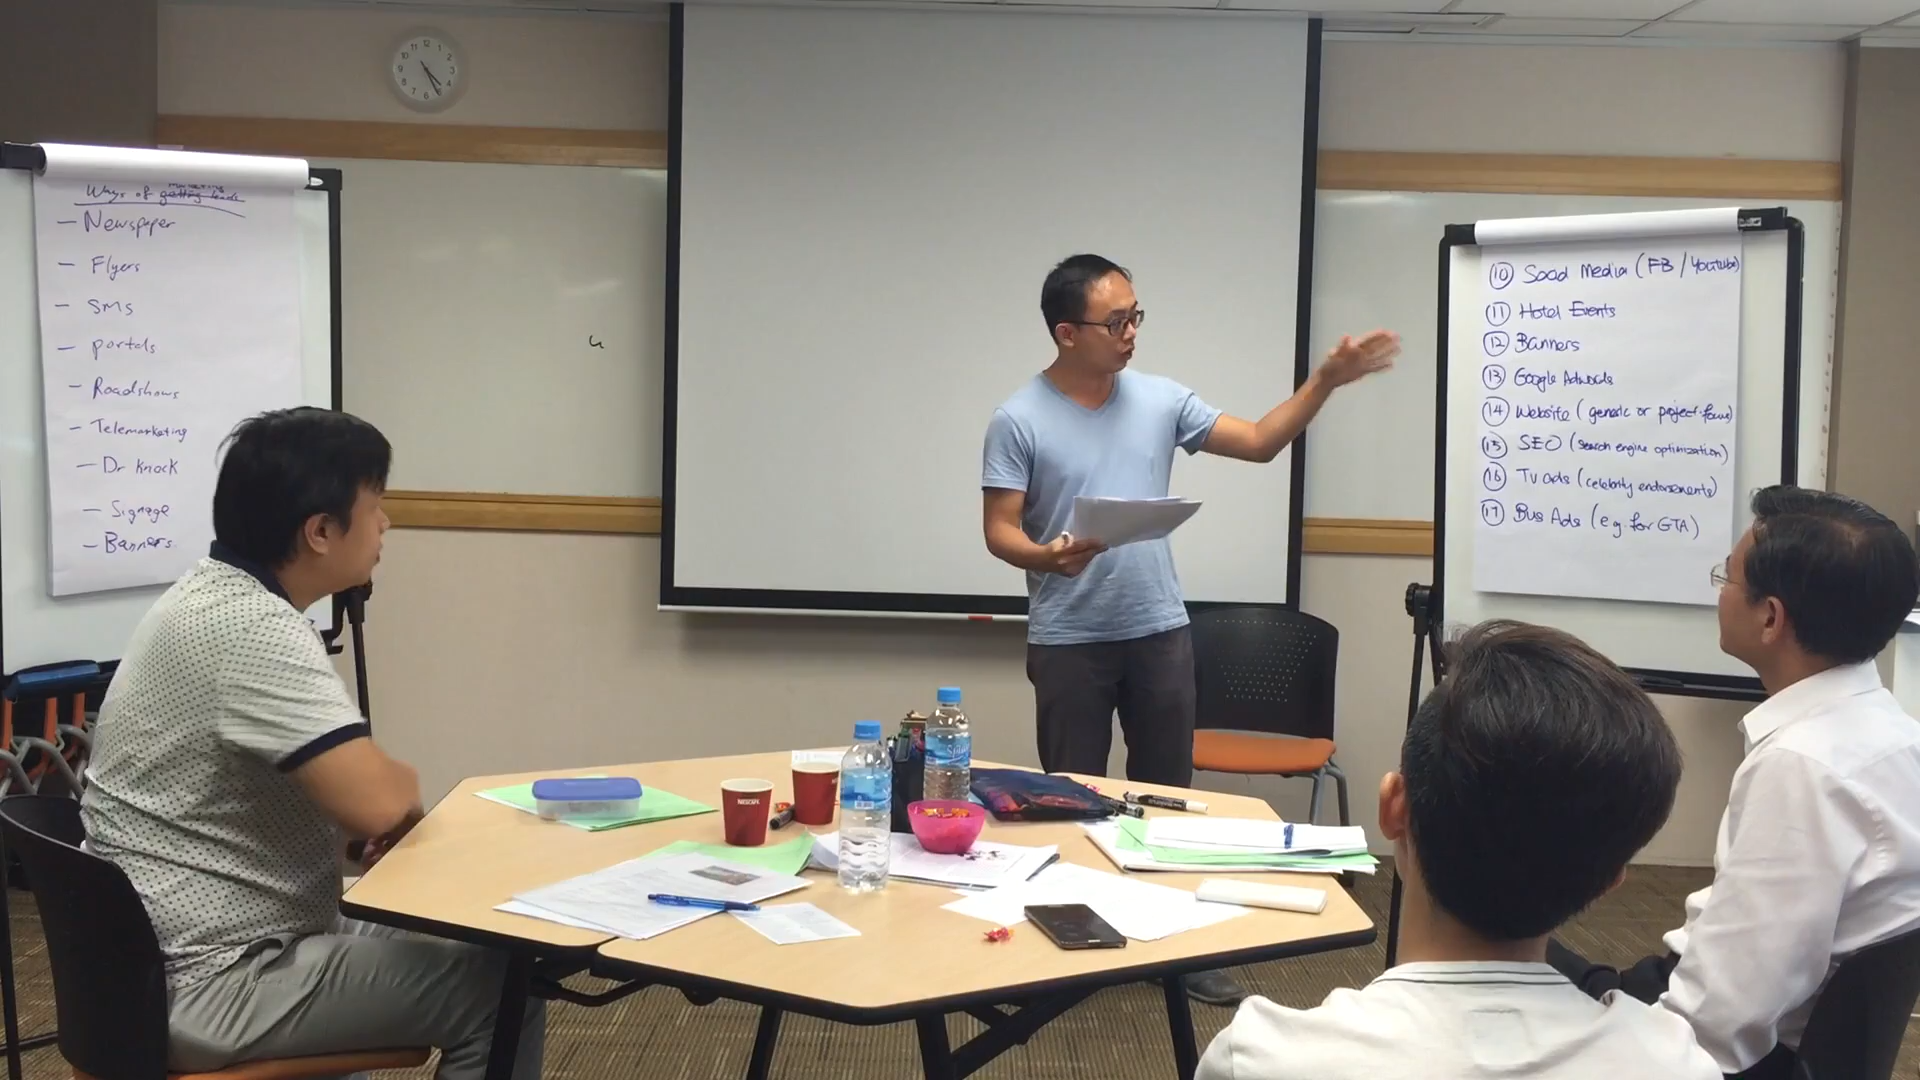 Ways of marketing getting leads
— Newspaper
— Flyers
— SMS
— portals
— Roadshows
— Telemarketing
— Dr knock
— Signage
— Banners
10 Social Media (FB / Youtube)
11 Hotel Events
12 Banners
13 Google Adwords
14 Website (generic or project-focus)
15 SEO (search engine optimization)
16 TV ads (celebrity endorsements)
17 Bus Ads (e.g. for GTA)
NESCAFÉ